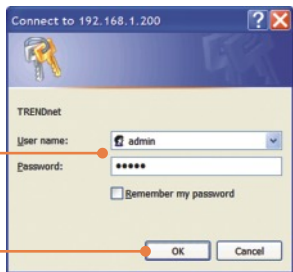 Connect to 192.168.1.200
TRENDnet
User name: admin
Password: •••••
Remember my password
OK Cancel